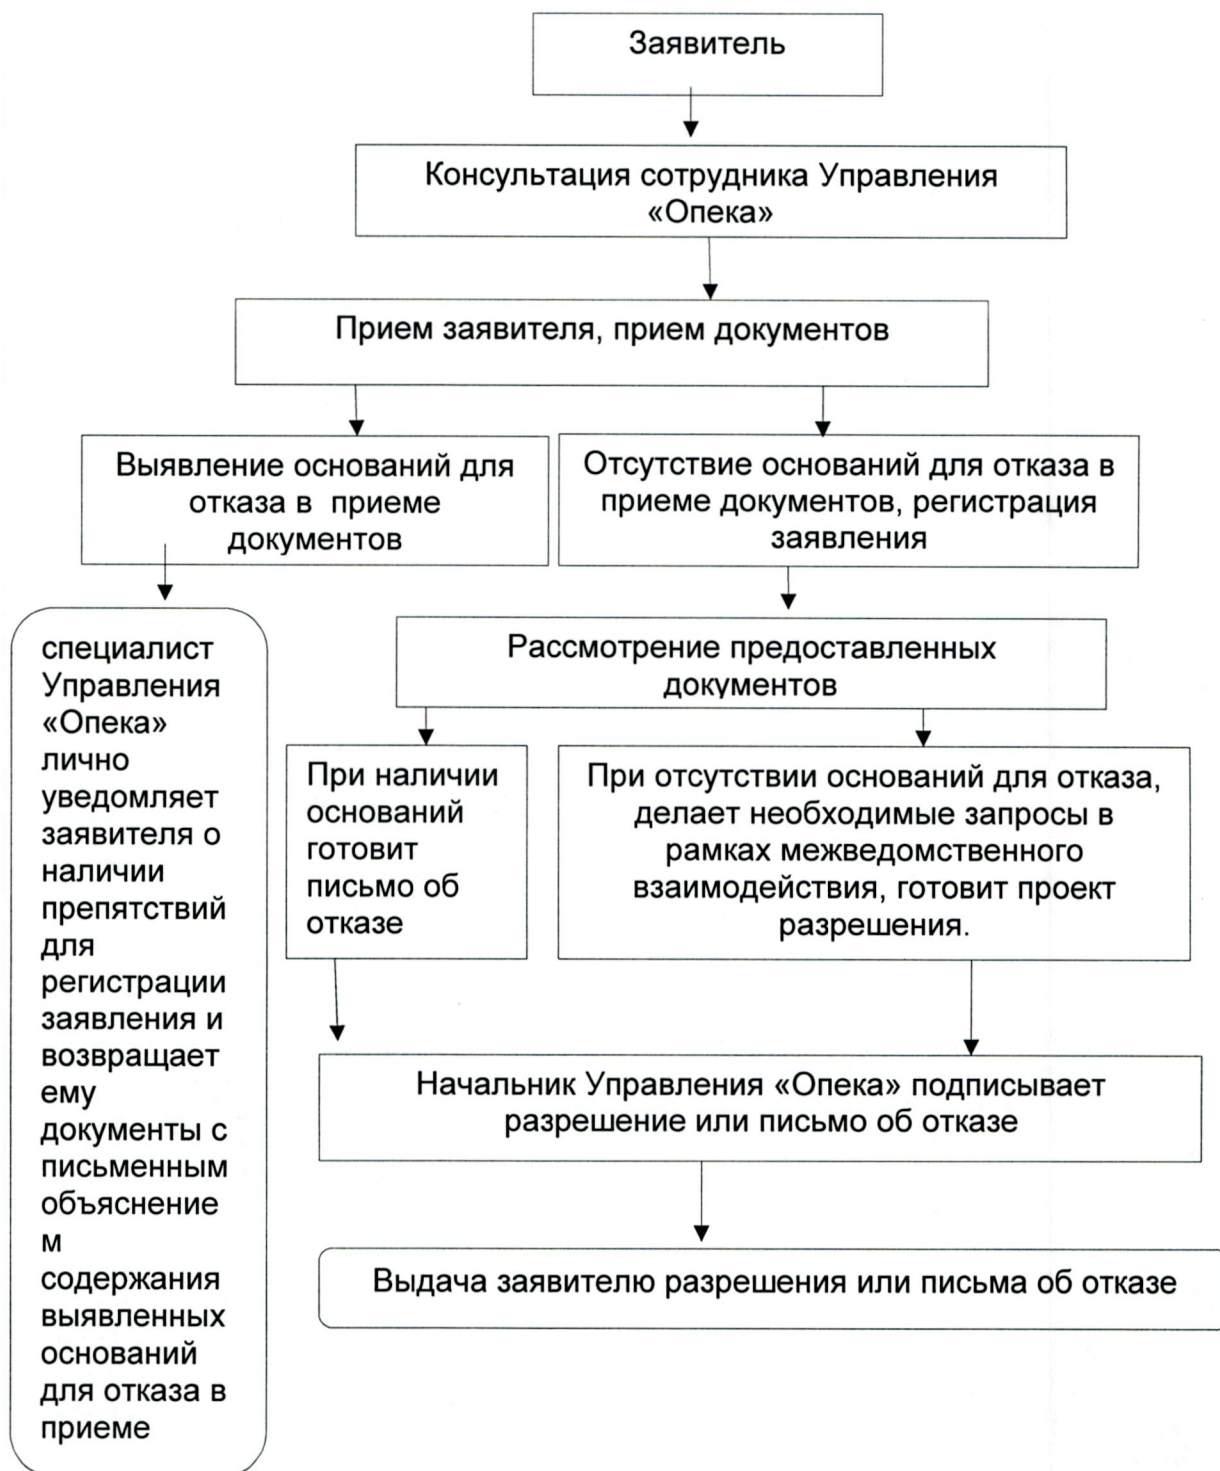 Заявитель
Консультация сотрудника Управления
«Опека»
Прием заявителя, прием документов
Выявление оснований для
отказа в приеме
документов
Отсутствие оснований для отказа в
приеме документов, регистрация
заявления
специалист
Управления
«Опека»
лично
уведомляет
заявителя о
наличии
препятствий
для
регистрации
заявления и
возвращает
ему
документы с
письменным
объяснение
м
содержания
выявленных
оснований
для отказа в
приеме
Рассмотрение предоставленных
документов
При наличии
оснований
готовит
письмо об
отказе
При отсутствии оснований для отказа,
делает необходимые запросы в
рамках межведомственного
взаимодействия, готовит проект
разрешения.
Начальник Управления «Опека» подписывает
разрешение или письмо об отказе
Выдача заявителю разрешения или письма об отказе